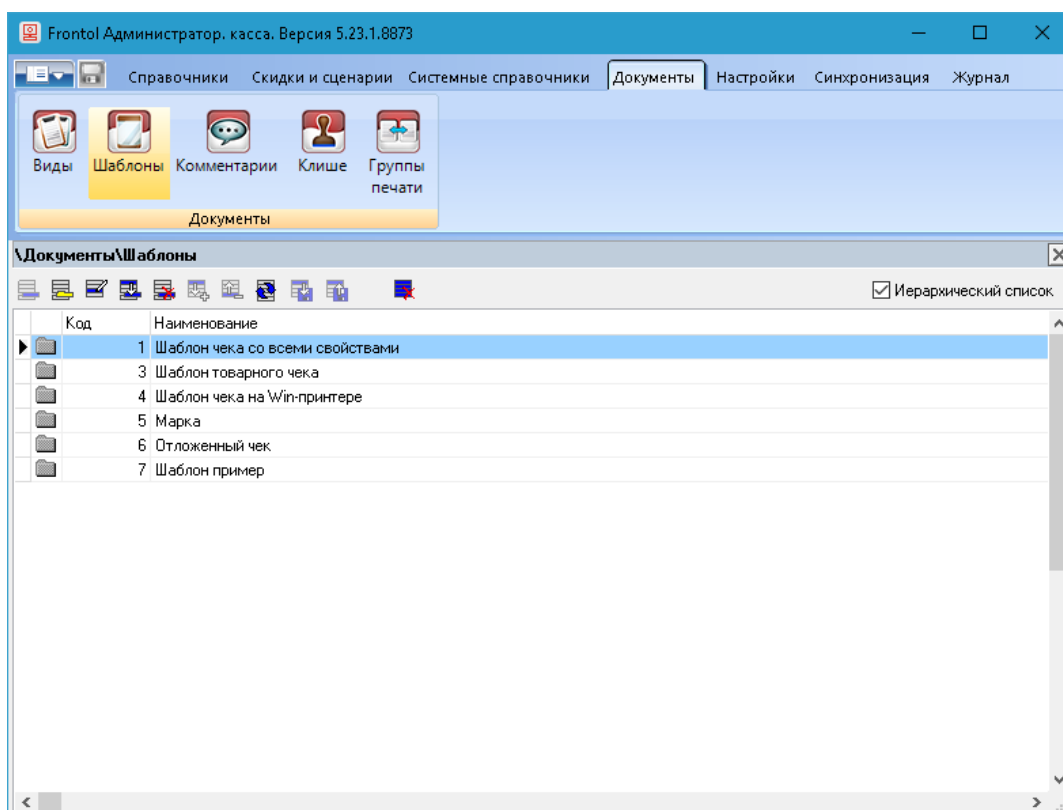 Frontol Администратор. касса. Версия 5.23.1.8873
Справочники Скидки и сценарии Системные справочники Документы Настройки Синхронизация Журнал
Виды Шаблоны Комментарии Клише Группы печати
Документы
\Документы\Шаблоны
Иерархический список
Код Наименование
1 Шаблон чека со всеми свойствами
3 Шаблон товарного чека
4 Шаблон чека на Win-принтере
5 Марка
6 Отложенный чек
7 Шаблон пример